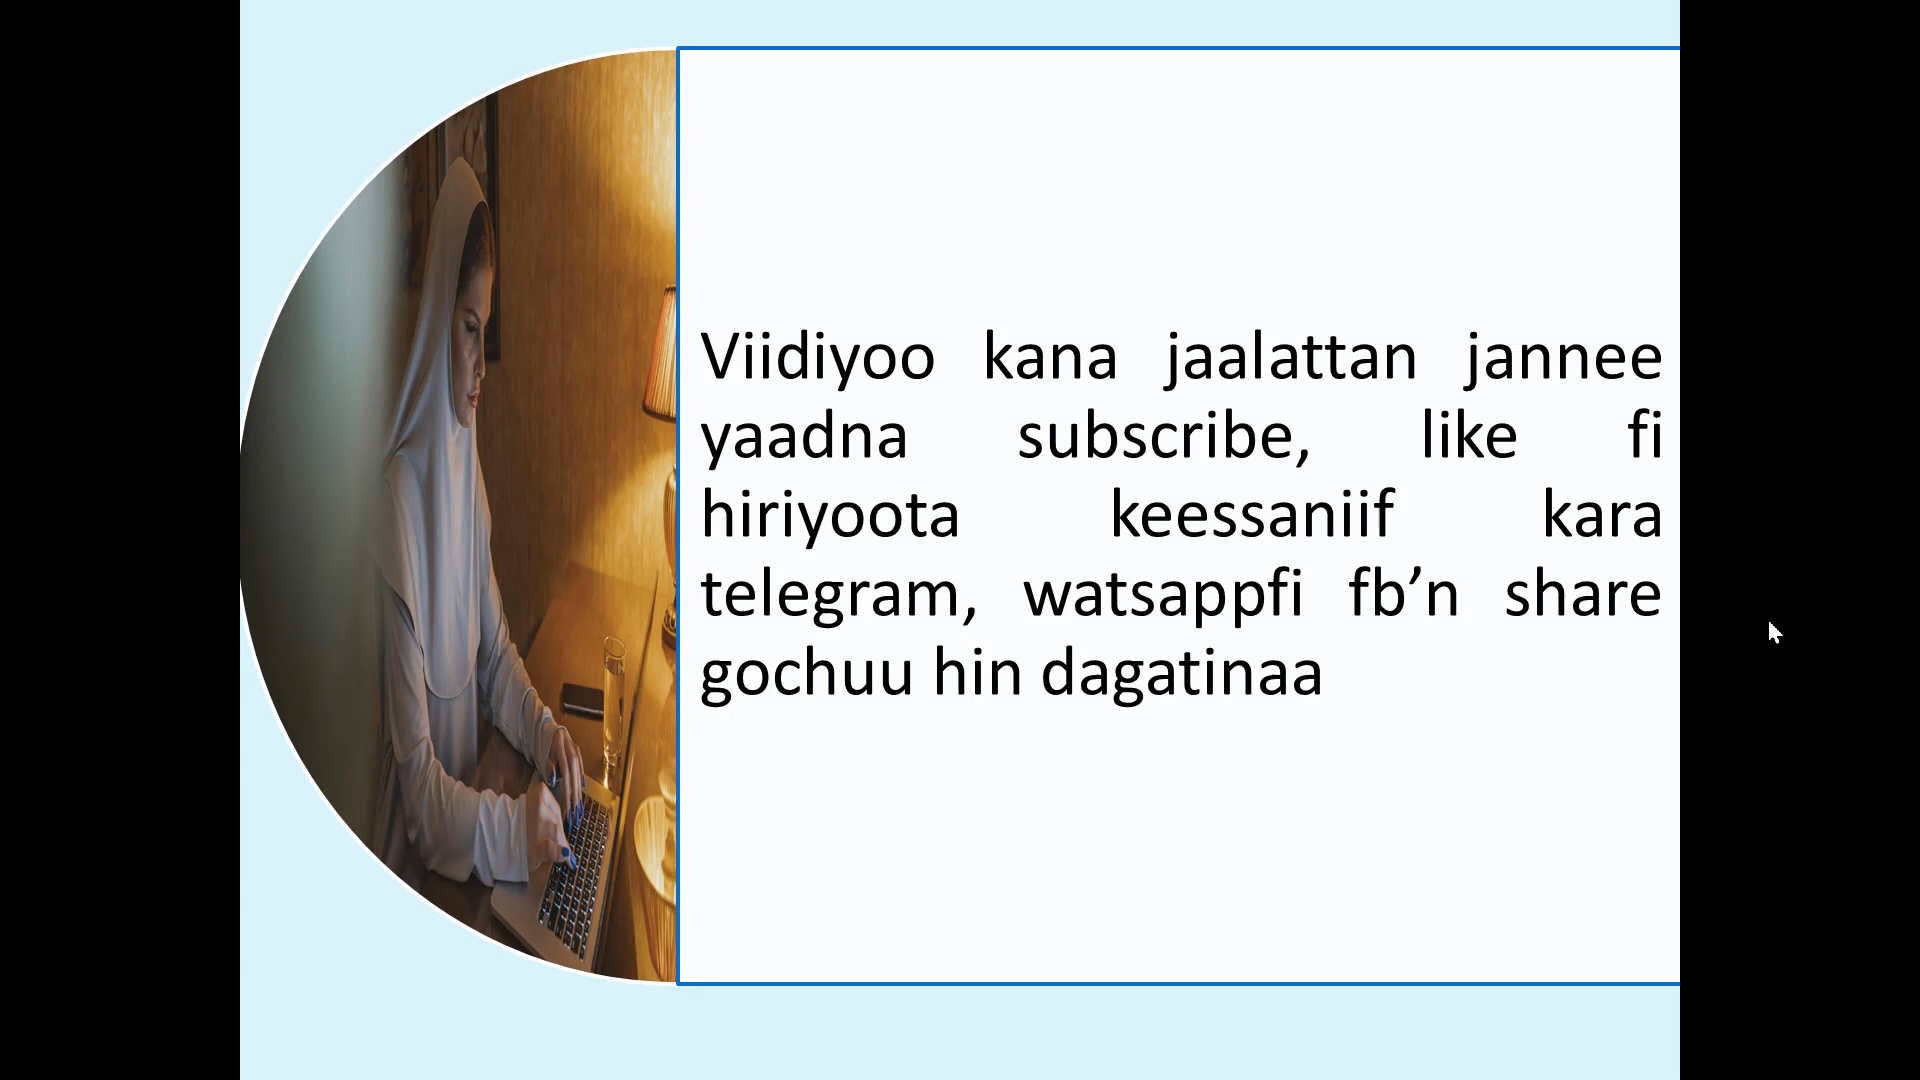 Viidiyoo kana jaalattan jannee
yaadna subscribe, like fi
hiriyoota keessaniif kara
telegram, watsappfi fb’n share
gochuu hin dagatinaa